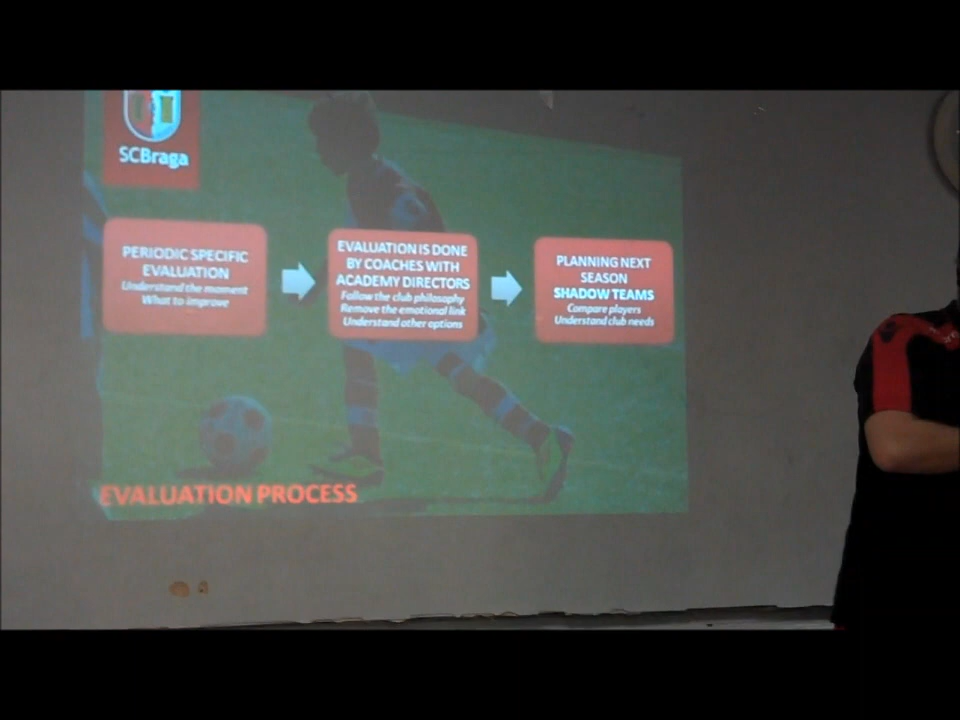 SCBraga
PERIODIC SPECIFIC
EVALUATION
Understand the moment
What to improve
EVALUATION IS DONE
BY COACHES WITH
ACADEMY DIRECTORS
Follow the club philosophy
Remove the emotional link
Understand other options
PLANNING NEXT
SEASON
SHADOW TEAMS
Compare players
Understand club needs
EVALUATION PROCESS